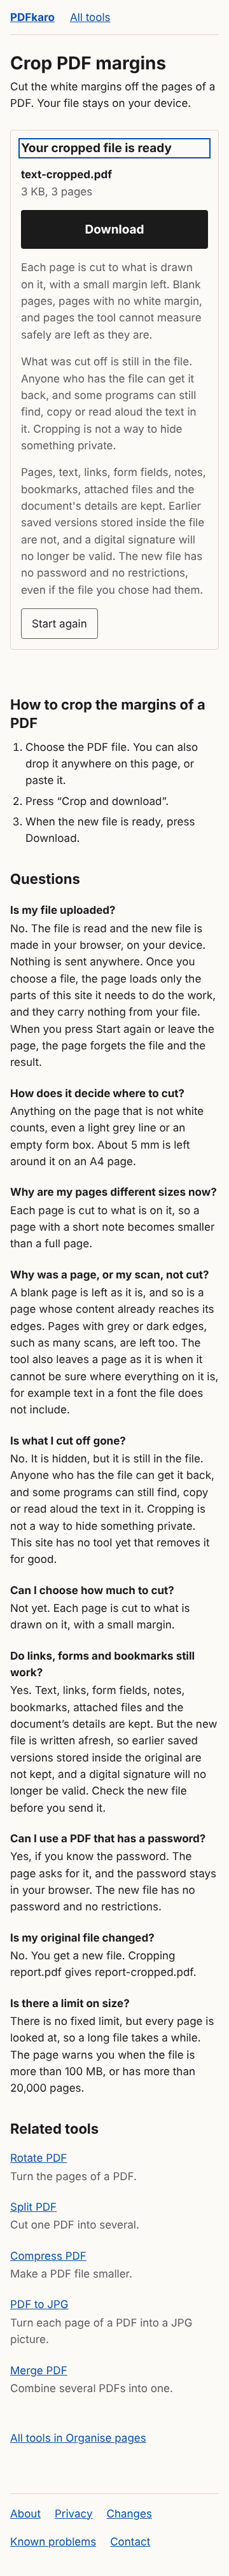 PDFkaro All tools
Crop PDF margins
Cut the white margins off the pages of a
PDF. Your file stays on your device.
Your cropped file is ready
text-cropped.pdf
3 KB, 3 pages
Download
Each page is cut to what is drawn
on it, with a small margin left. Blank
pages, pages with no white margin,
and pages the tool cannot measure
safely are left as they are.
What was cut off is still in the file.
Anyone who has the file can get it
back, and some programs can still
find, copy or read aloud the text in
it. Cropping is not a way to hide
something private.
Pages, text, links, form fields, notes,
bookmarks, attached files and the
document's details are kept. Earlier
saved versions stored inside the file
are not, and a digital signature will
no longer be valid. The new file has
no password and no restrictions,
even if the file you chose had them.
Start again
How to crop the margins of a
PDF
1. Choose the PDF file. You can also
drop it anywhere on this page, or
paste it.
2. Press “Crop and download”.
3. When the new file is ready, press
Download.
Questions
Is my file uploaded?
No. The file is read and the new file is
made in your browser, on your device.
Nothing is sent anywhere. Once you
choose a file, the page loads only the
parts of this site it needs to do the work,
and they carry nothing from your file.
When you press Start again or leave the
page, the page forgets the file and the
result.
How does it decide where to cut?
Anything on the page that is not white
counts, even a light grey line or an
empty form box. About 5 mm is left
around it on an A4 page.
Why are my pages different sizes now?
Each page is cut to what is on it, so a
page with a short note becomes smaller
than a full page.
Why was a page, or my scan, not cut?
A blank page is left as it is, and so is a
page whose content already reaches its
edges. Pages with grey or dark edges,
such as many scans, are left too. The
tool also leaves a page as it is when it
cannot be sure where everything on it is,
for example text in a font the file does
not include.
Is what I cut off gone?
No. It is hidden, but it is still in the file.
Anyone who has the file can get it back,
and some programs can still find, copy
or read aloud the text in it. Cropping is
not a way to hide something private.
This site has no tool yet that removes it
for good.
Can I choose how much to cut?
Not yet. Each page is cut to what is
drawn on it, with a small margin.
Do links, forms and bookmarks still
work?
Yes. Text, links, form fields, notes,
bookmarks, attached files and the
document’s details are kept. But the new
file is written afresh, so earlier saved
versions stored inside the original are
not kept, and a digital signature will no
longer be valid. Check the new file
before you send it.
Can I use a PDF that has a password?
Yes, if you know the password. The
page asks for it, and the password stays
in your browser. The new file has no
password and no restrictions.
Is my original file changed?
No. You get a new file. Cropping
report.pdf gives report-cropped.pdf.
Is there a limit on size?
There is no fixed limit, but every page is
looked at, so a long file takes a while.
The page warns you when the file is
more than 100 MB, or has more than
20,000 pages.
Related tools
Rotate PDF
Turn the pages of a PDF.
Split PDF
Cut one PDF into several.
Compress PDF
Make a PDF file smaller.
PDF to JPG
Turn each page of a PDF into a JPG
picture.
Merge PDF
Combine several PDFs into one.
All tools in Organise pages
About Privacy Changes
Known problems Contact